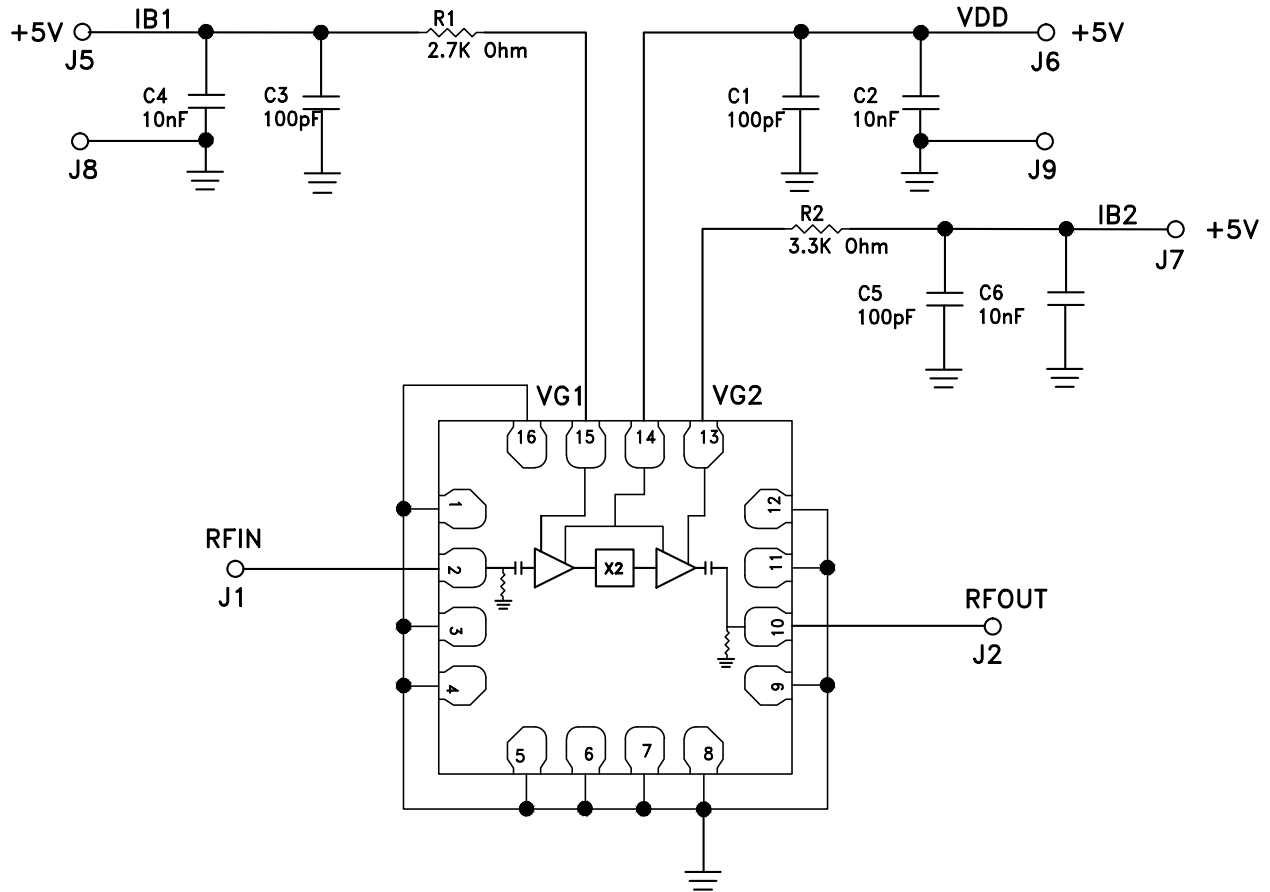 +5V
IB1
J5
R1
2.7K Ohm
C4
10nF
C3
100pF
J8
VDD
+5V
J6
C1
100pF
C2
10nF
J9
R2
3.3K Ohm
IB2
+5V
J7
C5
100pF
C6
10nF
VG1
VG2
16
15
14
13
1
12
RFIN
J1
2
X2
11
3
10
RFOUT
J2
4
9
5
6
7
8